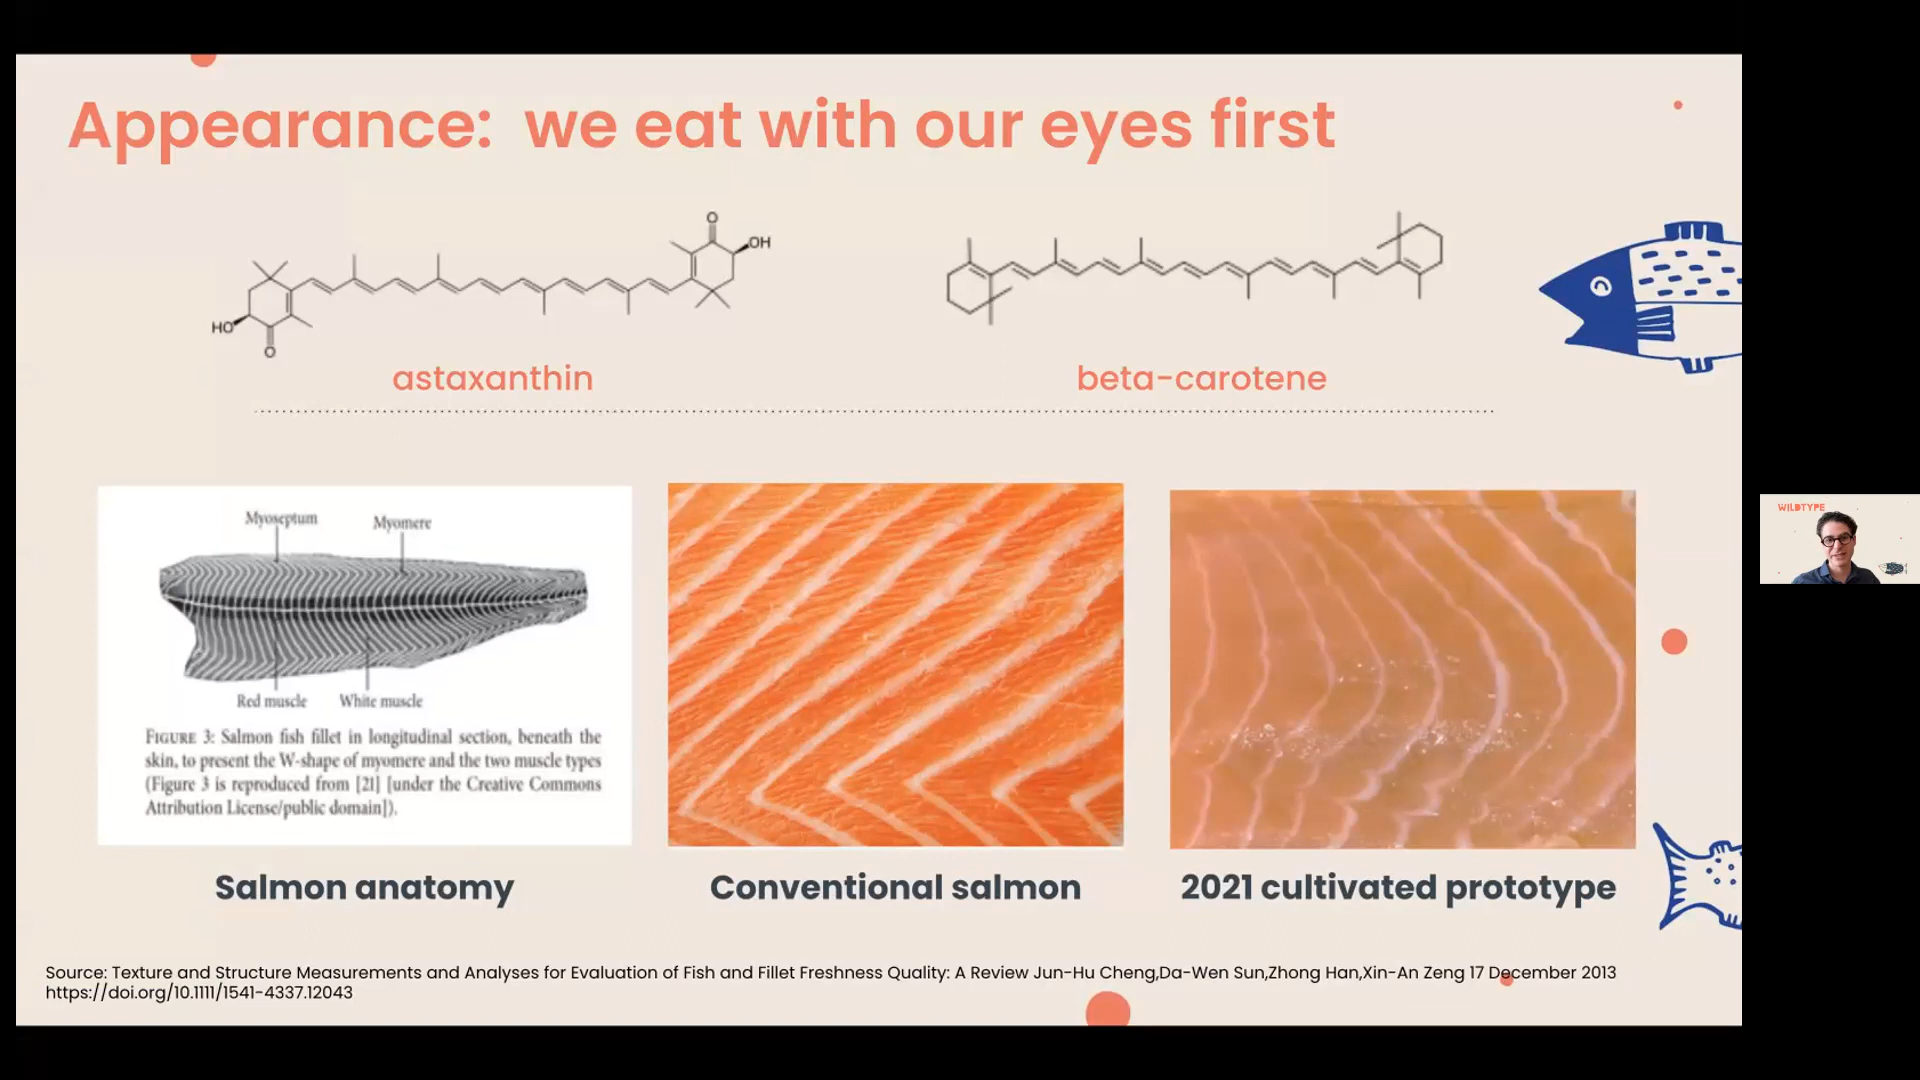 Appearance: we eat with our eyes first
O
OH
HO
O
astaxanthin
beta-carotene
Myoseptum
Myomere
Red muscle
White muscle
FIGURE 3: Salmon fish fillet in longitudinal section, beneath the
skin, to present the W-shape of myomere and the two muscle types
(Figure 3 is reproduced from [21] [under the Creative Commons
Attribution License/public domain]).
Salmon anatomy
Conventional salmon
2021 cultivated prototype
WILDTYPE
Source: Texture and Structure Measurements and Analyses for Evaluation of Fish and Fillet Freshness Quality: A Review Jun-Hu Cheng,Da-Wen Sun,Zhong Han,Xin-An Zeng 17 December 2013
https://doi.org/10.1111/1541-4337.12043